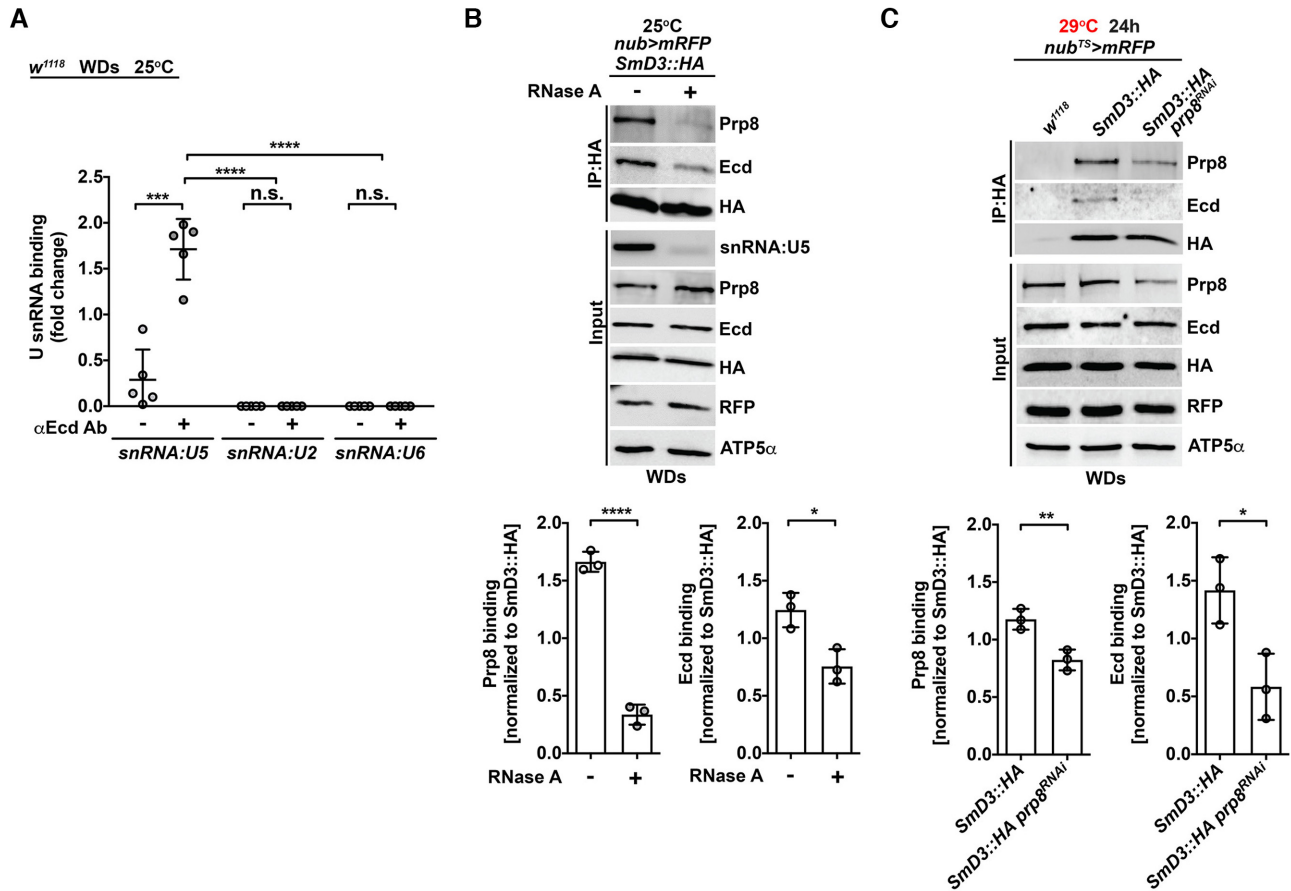 A
w1118 WDs 25oC
U snRNA binding
(fold change)
****
****
***
n.s.
n.s.
2.5
2.0
1.5
1.0
0.5
0.0
αEcd Ab - + - + - +
snRNA:U5 snRNA:U2 snRNA:U6
B
25oC
nub>mRFP
SmD3::HA
RNase A - +
IP:HA
Prp8
Ecd
HA
Input
snRNA:U5
Prp8
Ecd
HA
RFP
ATP5α
WDs
Prp8 binding
[normalized to SmD3::HA]
****
2.0
1.5
1.0
0.5
0.0
RNase A - +
Ecd binding
[normalized to SmD3::HA]
*
2.0
1.5
1.0
0.5
0.0
RNase A - +
C
29oC 24h
nubTS>mRFP
w1118
SmD3::HA
SmD3::HA
prp8RNAi
IP:HA
Prp8
Ecd
HA
Input
Prp8
Ecd
HA
RFP
ATP5α
WDs
Prp8 binding
[normalized to SmD3::HA]
**
2.0
1.5
1.0
0.5
0.0
SmD3::HA
SmD3::HA prp8RNAi
Ecd binding
[normalized to SmD3::HA]
*
2.0
1.5
1.0
0.5
0.0
SmD3::HA
SmD3::HA prp8RNAi